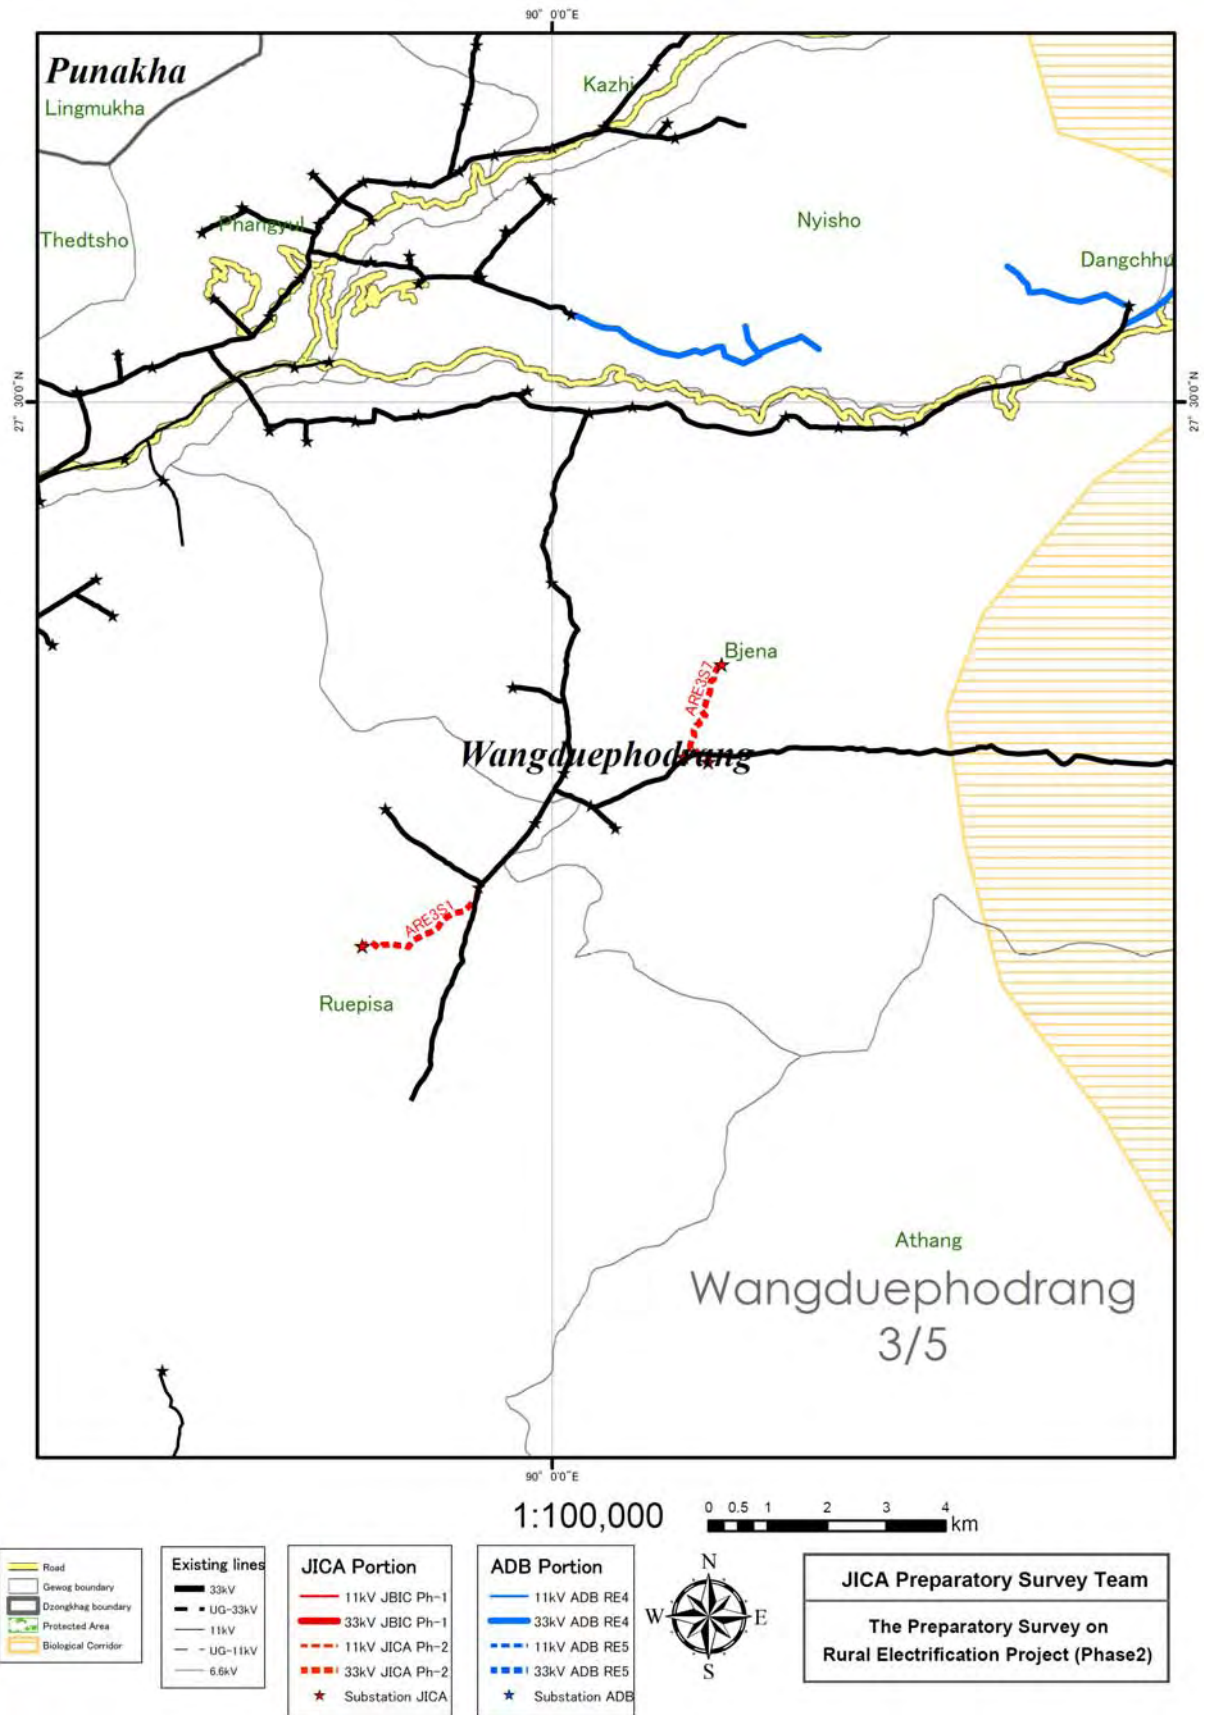 90° 0'0"E
Punakha
Lingmukha
Kazhi
Thedtsho
Phangyul
Nyisho
Dangchhu
27° 30'0"N
27° 30'0"N
Bjena
ARE3S7
Wangduephodrang
ARE3S1
Ruepisa
Athang
Wangduephodrang
3/5
90° 0'0"E
1:100,000
0 0.5 1 2 3 4
km
Road
Gewog boundary
Dzongkhag boundary
Protected Area
Biological Corridor
Existing lines
33kV
UG-33kV
11kV
UG-11kV
6.6kV
JICA Portion
11kV JBIC Ph-1
33kV JBIC Ph-1
11kV JICA Ph-2
33kV JICA Ph-2
Substation JICA
ADB Portion
11kV ADB RE4
33kV ADB RE4
11kV ADB RE5
33kV ADB RE5
Substation ADB
N
W E
S
JICA Preparatory Survey Team
The Preparatory Survey on
Rural Electrification Project (Phase2)